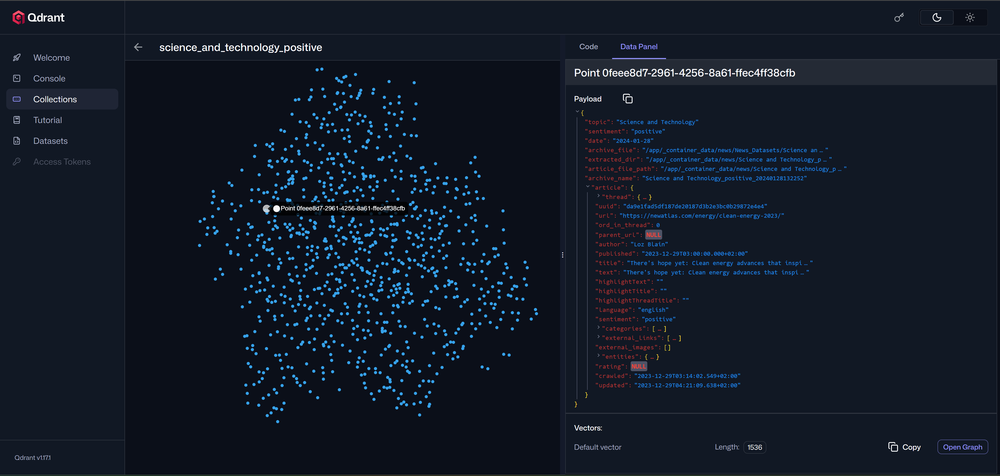 Qdrant
Welcome
Console
Collections
Tutorial
Datasets
Access Tokens
Qdrant v1.17.1
science_and_technology_positive
Point 0feee8d7-2961-4256-8a61-ffec4ff38cfb
Code
Data Panel
Point 0feee8d7-2961-4256-8a61-ffec4ff38cfb
Payload
{
"topic": "Science and Technology"
"sentiment": "positive"
"date": "2024-01-28"
"archive_file": "/app/_container_data/news/News_Datasets/Science an…"
"extracted_dir": "/app/_container_data/news/Science and Technology_p…"
"article_file_path": "/app/_container_data/news/Science and Technology_p…"
"archive_name": "Science and Technology_positive_20240128132252"
"article": {
"thread": {…}
"uuid": "da9e1fad5df187de20187d3b2e3bc0b29872e4e4"
"url": "https://newatlas.com/energy/clean-energy-2023/"
"ord_in_thread": 0
"parent_url": NULL
"author": "Loz Blain"
"published": "2023-12-29T03:00:00.000+02:00"
"title": "There's hope yet: Clean energy advances that inspi…"
"text": "There's hope yet: Clean energy advances that inspi…"
"highlightText": ""
"highlightTitle": ""
"highlightThreadTitle": ""
"language": "english"
"sentiment": "positive"
"categories": […]
"external_links": […]
"external_images": []
"entities": {…}
"rating": NULL
"crawled": "2023-12-29T03:14:02.549+02:00"
"updated": "2023-12-29T04:21:09.638+02:00"
}
}
Vectors:
Default vector
Length: 1536
Copy
Open Graph